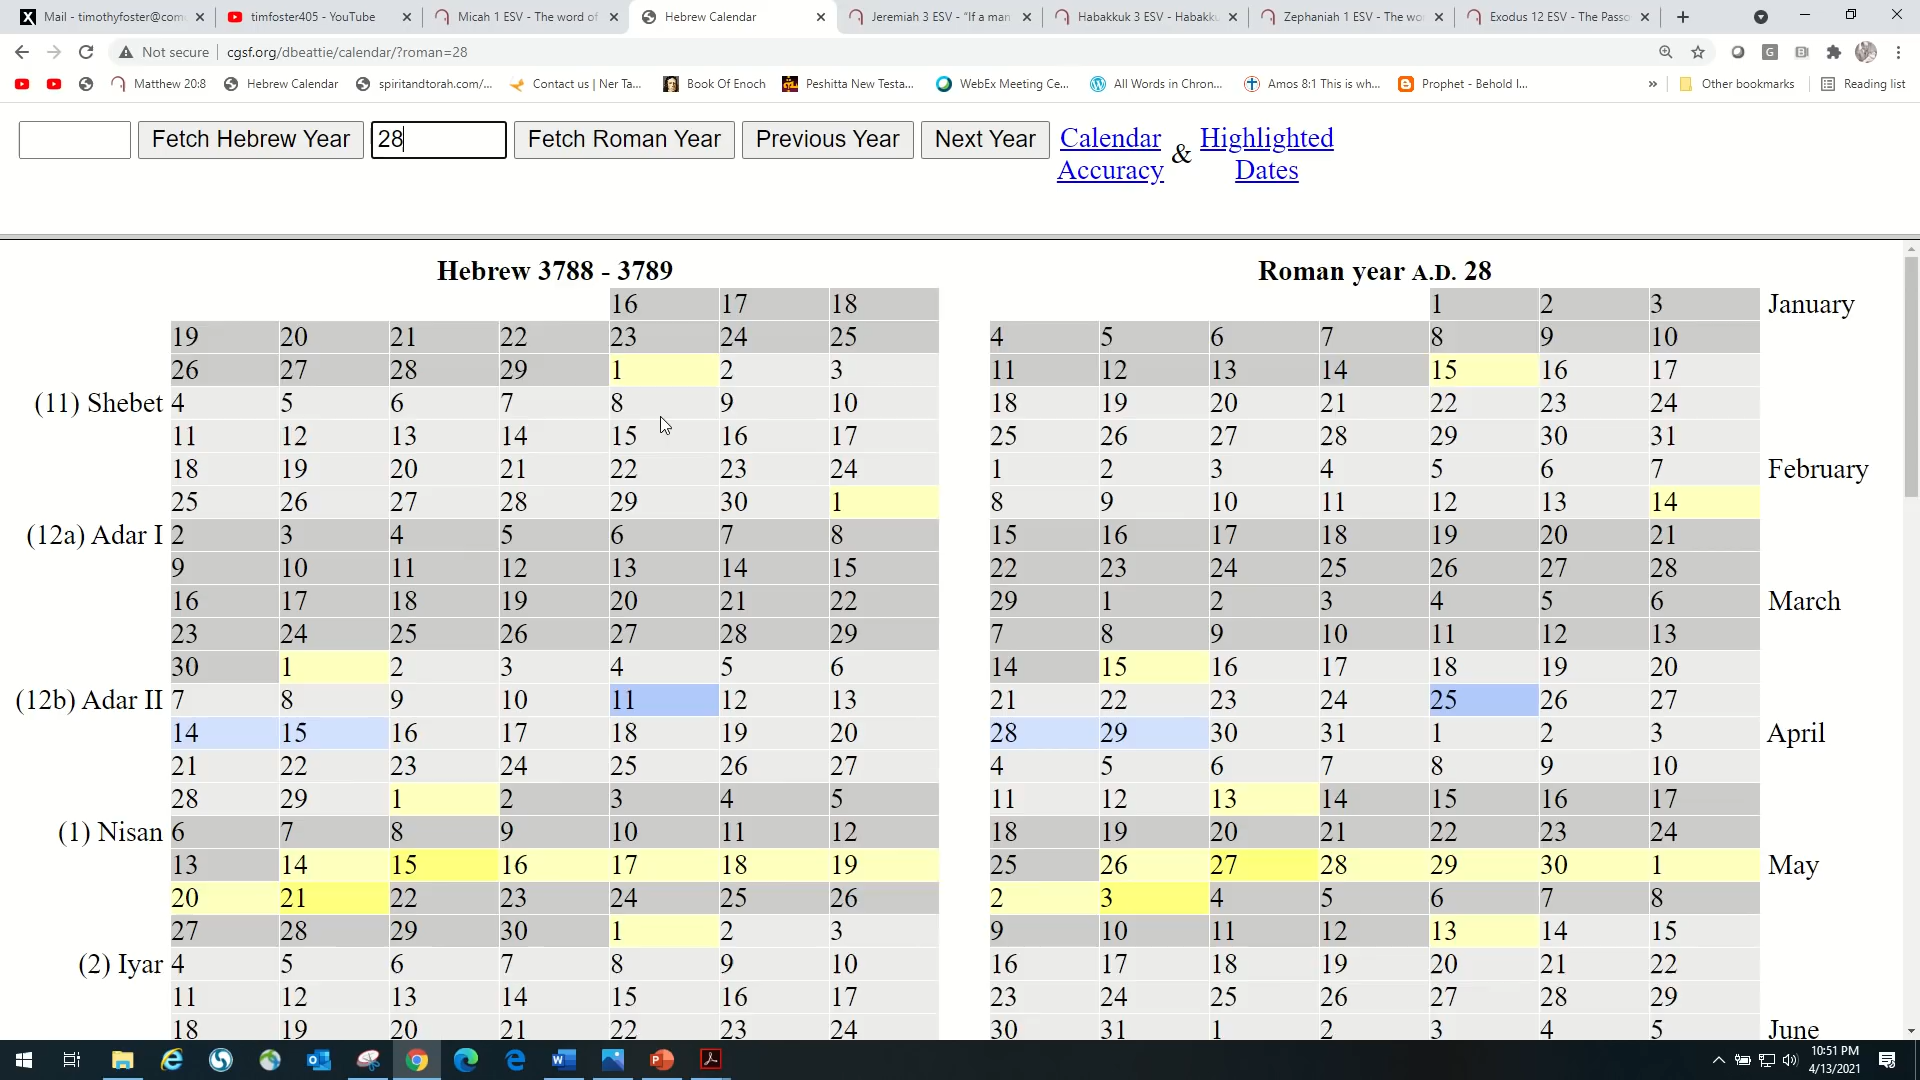 Mail - timothyfoster@com
timfoster405 - YouTube
Micah 1 ESV - The word of
Hebrew Calendar
Jeremiah 3 ESV - “If a man
Habakkuk 3 ESV - Habakku
Zephaniah 1 ESV - The wo
Exodus 12 ESV - The Passo
Not secure cgsf.org/dbeattie/calendar/?roman=28
Matthew 20:8 Hebrew Calendar spiritandtorah.com/... Contact us | Ner Ta... Book Of Enoch Peshitta New Testa... WebEx Meeting Ce... All Words in Chron... Amos 8:1 This is wh... Prophet - Behold I... » Other bookmarks Reading list
Fetch Hebrew Year 28 Fetch Roman Year Previous Year Next Year Calendar Accuracy & Highlighted Dates
Hebrew 3788 - 3789 Roman year A.D. 28
16 17 18 1 2 3 January
19 20 21 22 23 24 25 4 5 6 7 8 9 10
26 27 28 29 1 2 3 11 12 13 14 15 16 17
(11) Shebet 4 5 6 7 8 9 10 18 19 20 21 22 23 24
11 12 13 14 15 16 17 25 26 27 28 29 30 31
18 19 20 21 22 23 24 1 2 3 4 5 6 7 February
25 26 27 28 29 30 1 8 9 10 11 12 13 14
(12a) Adar I 2 3 4 5 6 7 8 15 16 17 18 19 20 21
9 10 11 12 13 14 15 22 23 24 25 26 27 28
16 17 18 19 20 21 22 29 1 2 3 4 5 6 March
23 24 25 26 27 28 29 7 8 9 10 11 12 13
30 1 2 3 4 5 6 14 15 16 17 18 19 20
(12b) Adar II 7 8 9 10 11 12 13 21 22 23 24 25 26 27
14 15 16 17 18 19 20 28 29 30 31 1 2 3 April
21 22 23 24 25 26 27 4 5 6 7 8 9 10
28 29 1 2 3 4 5 11 12 13 14 15 16 17
(1) Nisan 6 7 8 9 10 11 12 18 19 20 21 22 23 24
13 14 15 16 17 18 19 25 26 27 28 29 30 1 May
20 21 22 23 24 25 26 2 3 4 5 6 7 8
27 28 29 30 1 2 3 9 10 11 12 13 14 15
(2) Iyar 4 5 6 7 8 9 10 16 17 18 19 20 21 22
11 12 13 14 15 16 17 23 24 25 26 27 28 29
18 19 20 21 22 23 24 30 31 1 2 3 4 5 June
10:51 PM
4/13/2021